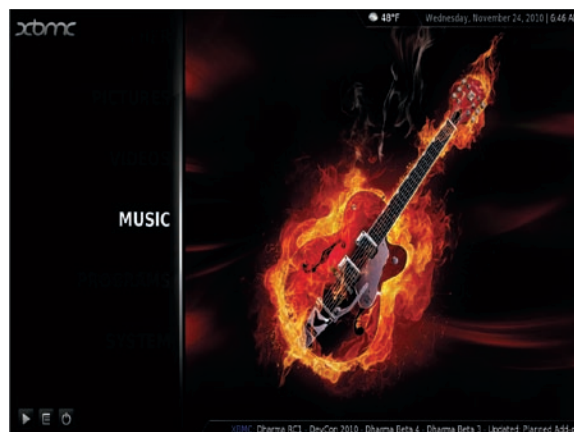 xbmc
48°F Wednesday, November 24, 2010 | 6:46 A
PICTURES
VIDEOS
MUSIC
PROGRAMS
SYSTEM
XBMC Dharma RC1 - DevCon 2010 - Dharma Beta 4 - Dharma Beta 3 - Updated: Planned Add-o